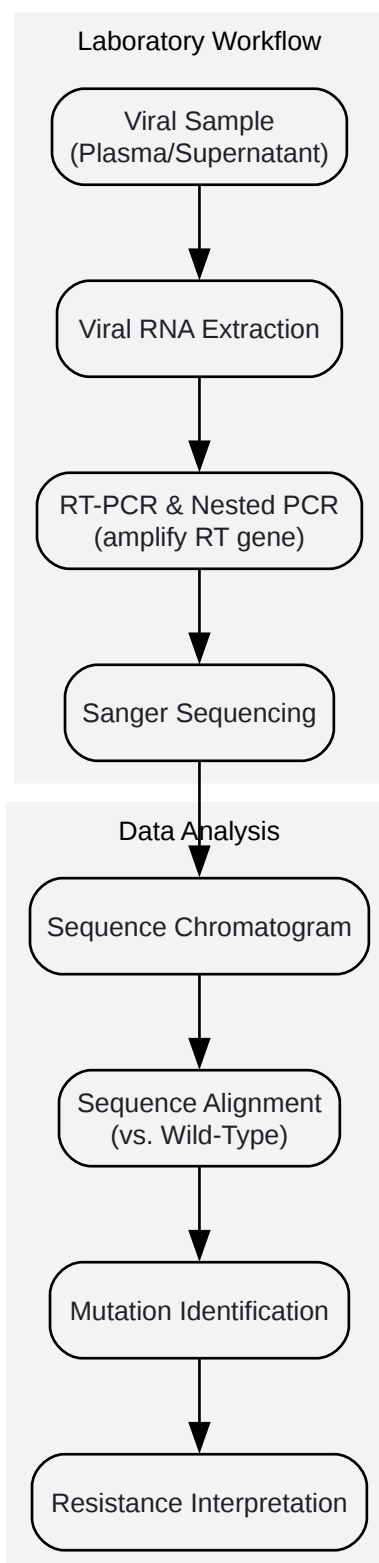 Laboratory Workflow
Viral Sample
(Plasma/Supernatant)
Viral RNA Extraction
RT-PCR & Nested PCR
(amplify RT gene)
Sanger Sequencing
Data Analysis
Sequence Chromatogram
Sequence Alignment
(vs. Wild-Type)
Mutation Identification
Resistance Interpretation